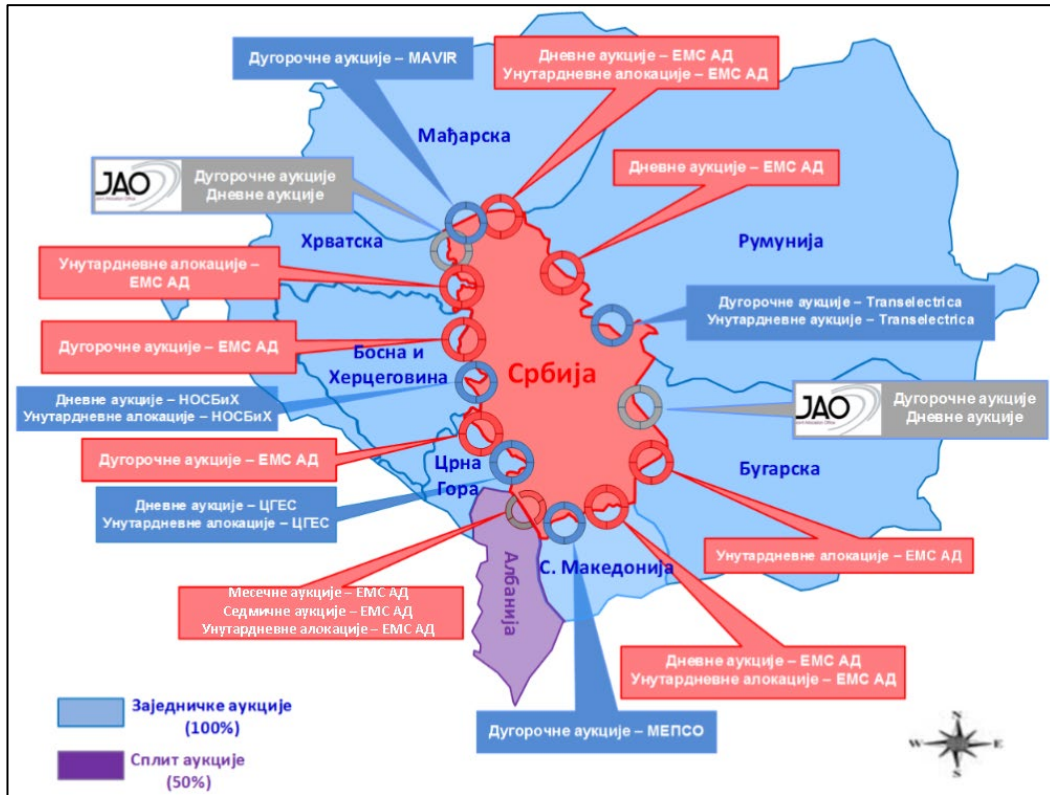 Дугорочне аукције – MAVIR
Дневне аукције – ЕМС АД
Унутардневне алокације – ЕМС АД
Мађарска
JAO
Дугорочне аукције
Дневне аукције
Дневне аукције – ЕМС АД
Хрватска
Румунија
Унутардневне алокације –
ЕМС АД
Дугорочне аукције – Transelectrica
Унутардневне аукције – Transelectrica
Дугорочне аукције – ЕМС АД
Босна и
Херцеговина
Србија
Дневне аукције – НОСБиХ
Унутардневне алокације – НОСБиХ
JAO
Дугорочне аукције
Дневне аукције
Дугорочне аукције – ЕМС АД
Црна
Гора
Бугарска
Дневне аукције – ЦГЕС
Унутардневне алокације – ЦГЕС
Унутардневне алокације – ЕМС АД
Албанија
С. Македонија
Месечне аукције – ЕМС АД
Седмичне аукције – ЕМС АД
Унутардневне алокације – ЕМС АД
Дневне аукције – ЕМС АД
Унутардневне алокације – ЕМС АД
Дугорочне аукције – МЕПСО
Заједничке аукције
(100%)
Сплит аукције
(50%)
N
W
E
S